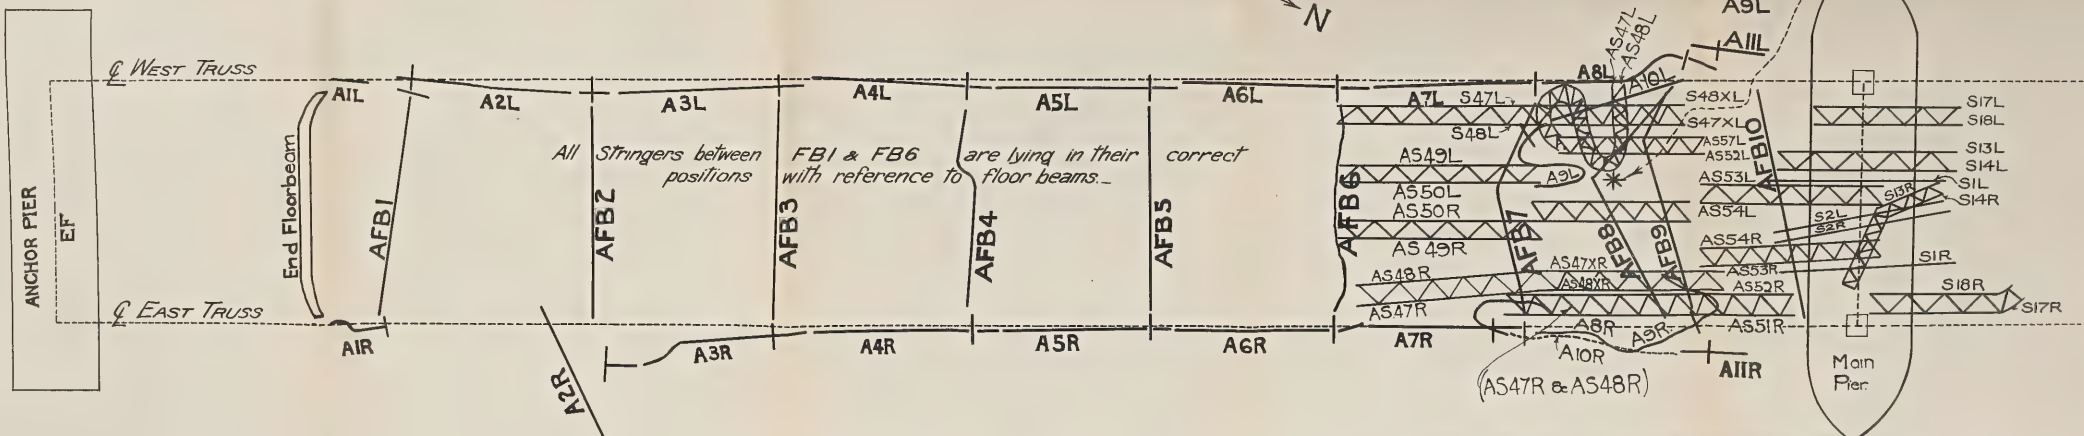 N
A9L
AS47L
AS48L
A11L
℄ WEST TRUSS
A1L
A2L
A3L
A4L
A5L
A6L
A7L
A8L
A10L
S47L
S48L
S48XL
S47XL
AS57L
AS52L
S17L
S18L
S13L
S14L
S1L
S13R
S14R
All Stringers between FB1 & FB6 are lying in their correct
positions with reference to floor beams.
ANCHOR PIER
EF
End Floorbeam
AFB1
AFB2
AFB3
AFB4
AFB5
AFB6
AFB7
AFB8
AFB9
AFB10
AS49L
AS50L
AS50R
AS49R
A9L
AS53L
AS54L
AS54R
AS53R
S2L
S2R
S1R
AS48R
AS47R
AS47XR
AS48XR
AS52R
AS51R
S18R
S17R
℄ EAST TRUSS
A1R
A2R
A3R
A4R
A5R
A6R
A7R
A8R
A9R
A10R
(AS47R & AS48R)
A11R
Main
Pier.